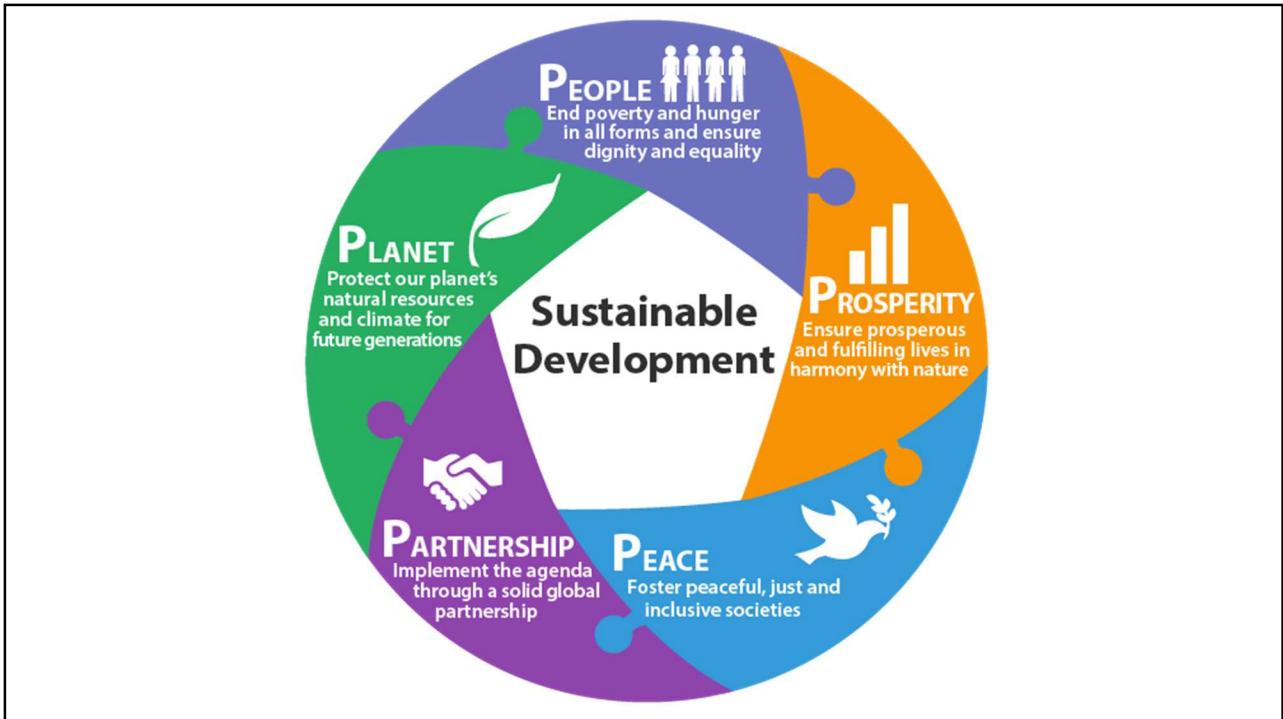 PEOPLE
End poverty and hunger
in all forms and ensure
dignity and equality
PROSPERITY
Ensure prosperous
and fulfilling lives in
harmony with nature
PEACE
Foster peaceful, just and
inclusive societies
PARTNERSHIP
Implement the agenda
through a solid global
partnership
PLANET
Protect our planet's
natural resources
and climate for
future generations
Sustainable
Development